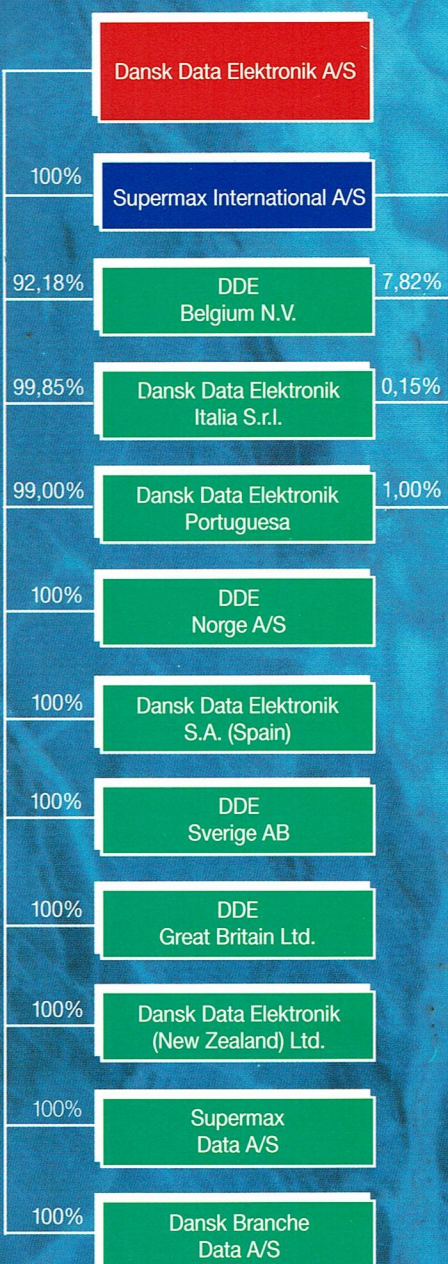 Dansk Data Elektronik A/S
100%
Supermax International A/S
92,18%
DDE
Belgium N.V.
7,82%
99,85%
Dansk Data Elektronik
Italia S.r.l.
0,15%
99,00%
Dansk Data Elektronik
Portuguesa
1,00%
100%
DDE
Norge A/S
100%
Dansk Data Elektronik
S.A. (Spain)
100%
DDE
Sverige AB
100%
DDE
Great Britain Ltd.
100%
Dansk Data Elektronik
(New Zealand) Ltd.
100%
Supermax
Data A/S
100%
Dansk Branche
Data A/S